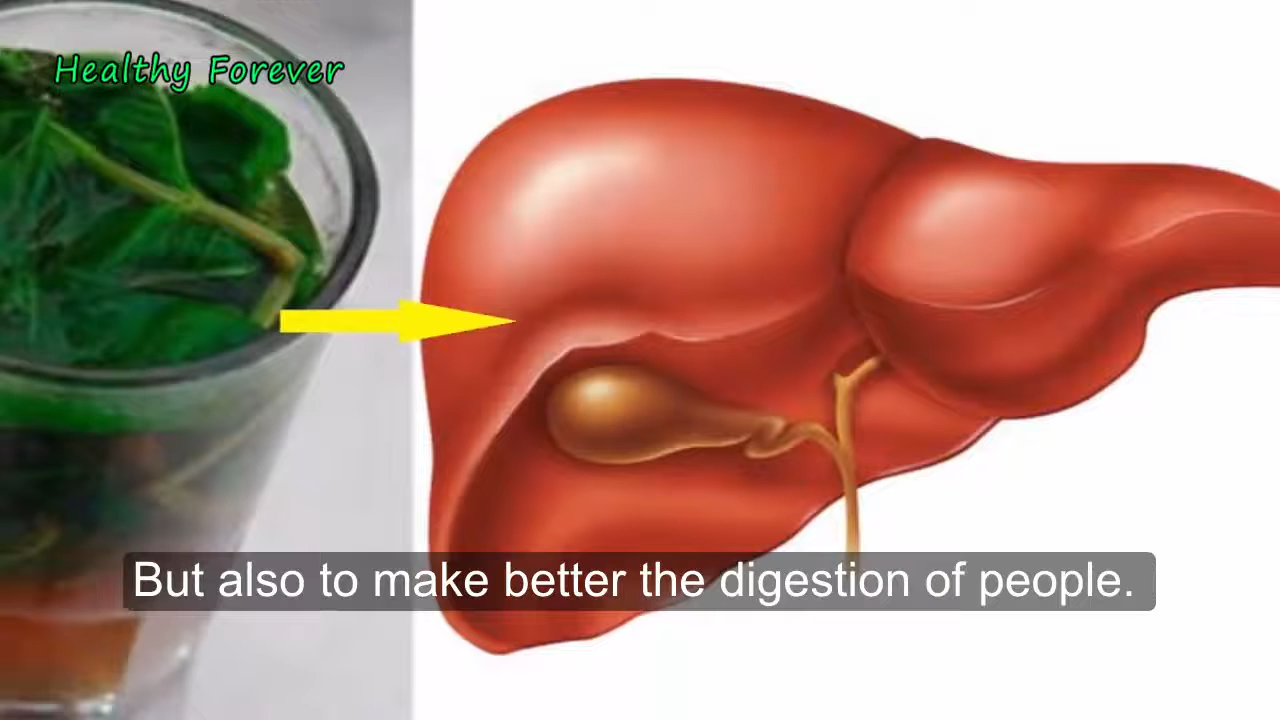 Healthy Forever
But also to make better the digestion of people.